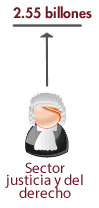 2.55 billones
Sector
justicia y del
derecho